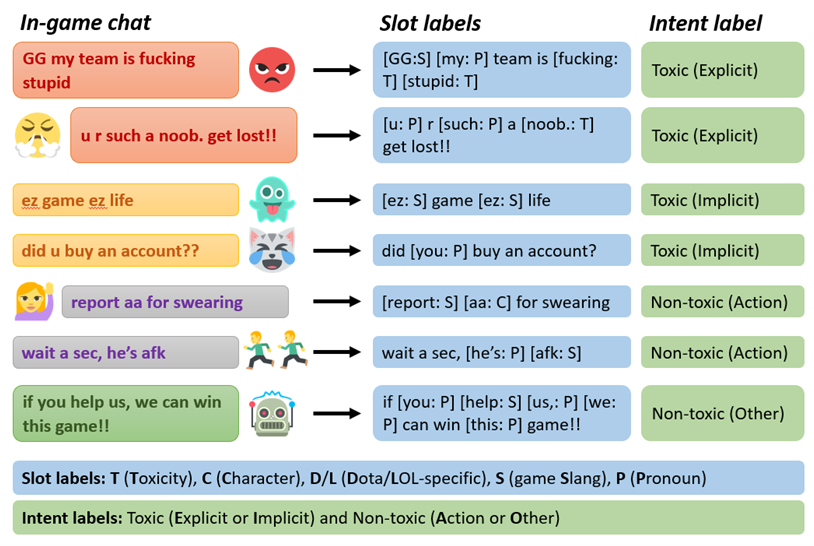 In-game chat Slot labels Intent label
GG my team is fucking
stupid
[GG:S] [my: P] team is [fucking:
T] [stupid: T]
Toxic (Explicit)
u r such a noob. get lost!!
[u: P] r [such: P] a [noob.: T]
get lost!!
Toxic (Explicit)
ez game ez life
[ez: S] game [ez: S] life
Toxic (Implicit)
did u buy an account??
did [you: P] buy an account?
Toxic (Implicit)
report aa for swearing
[report: S] [aa: C] for swearing
Non-toxic (Action)
wait a sec, he's afk
wait a sec, [he's: P] [afk: S]
Non-toxic (Action)
if you help us, we can win
this game!!
if [you: P] [help: S] [us,: P] [we:
P] can win [this: P] game!!
Non-toxic (Other)
Slot labels: T (Toxicity), C (Character), D/L (Dota/LOL-specific), S (game Slang), P (Pronoun)
Intent labels: Toxic (Explicit or Implicit) and Non-toxic (Action or Other)